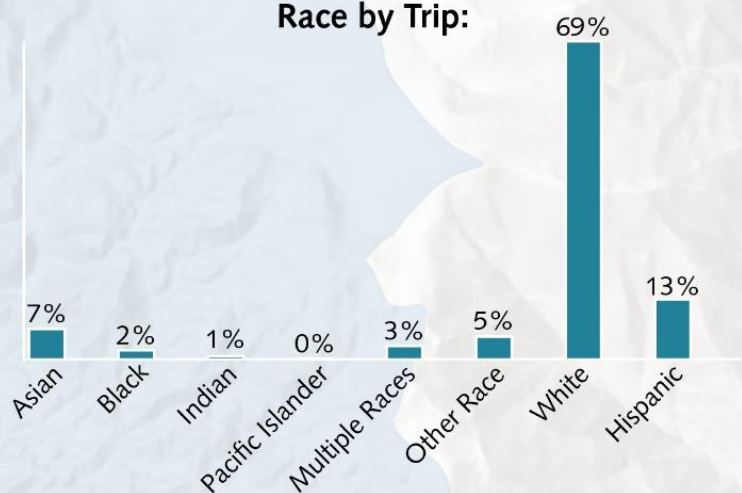 Race by Trip:
69%
13%
7%
5%
3%
2%
1%
0%
Asian
Black
Indian
Pacific Islander
Multiple Races
Other Race
White
Hispanic